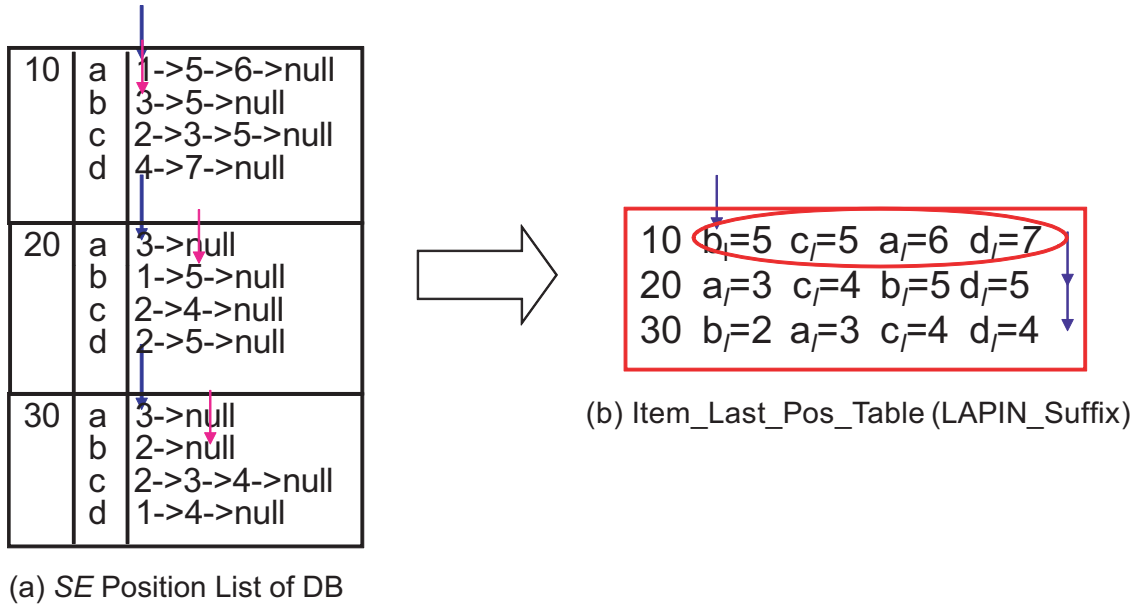 10 a 1->5->6->null
b 3->5->null
c 2->3->5->null
d 4->7->null
20 a 3->null
b 1->5->null
c 2->4->null
d 2->5->null
30 a 3->null
b 2->null
c 2->3->4->null
d 1->4->null
(a) SE Position List of DB
10 bl=5 cl=5 al=6 dl=7
20 al=3 cl=4 bl=5 dl=5
30 bl=2 al=3 cl=4 dl=4
(b) Item_Last_Pos_Table (LAPIN_Suffix)